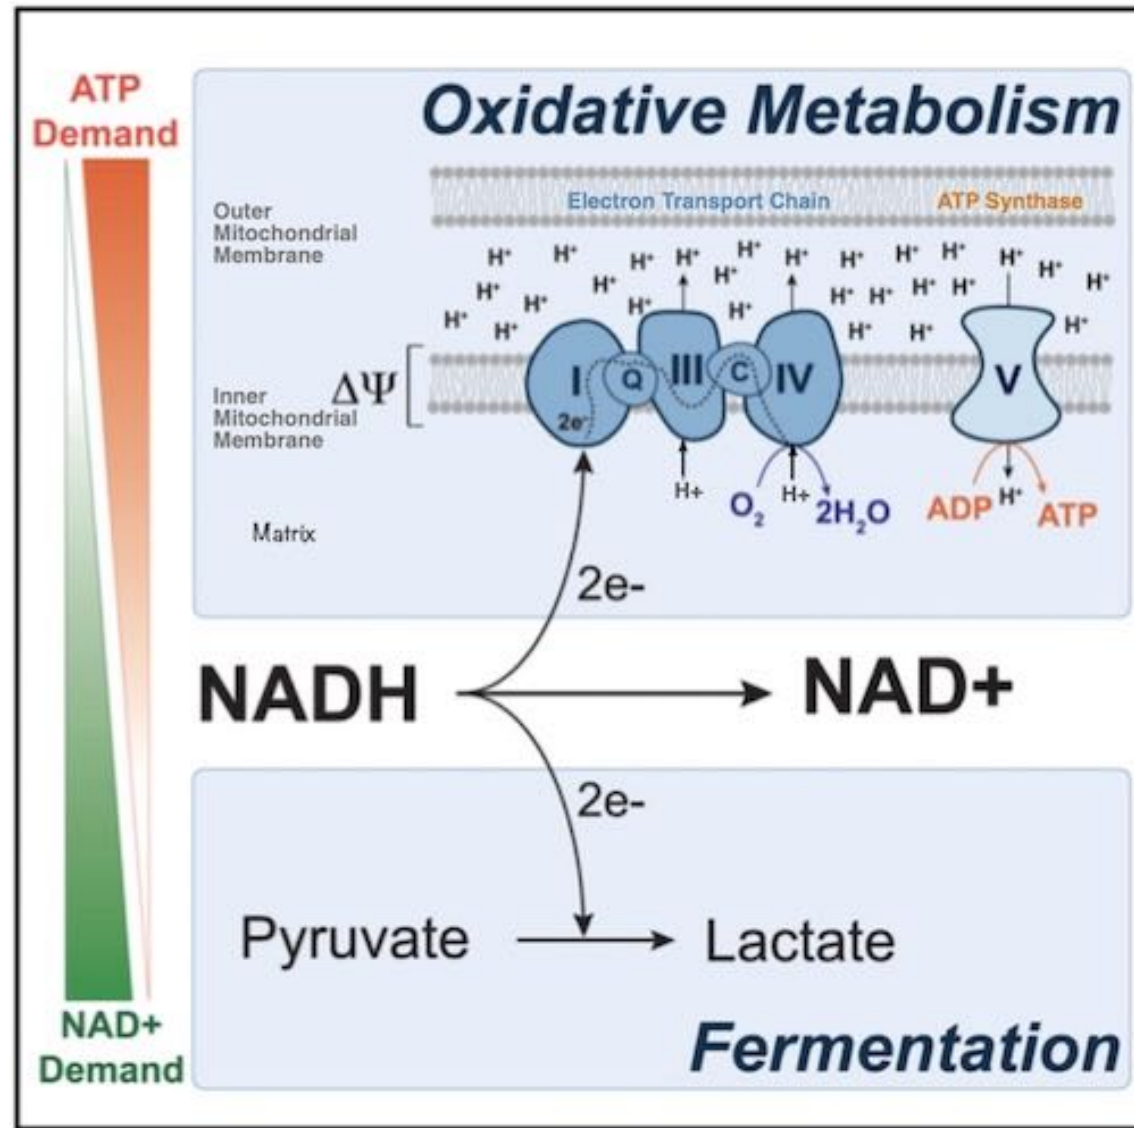 ATP
Demand
Oxidative Metabolism
Outer
Mitochondrial
Membrane
Electron Transport Chain
ATP Synthase
H⁺ H⁺ H⁺ H⁺ H⁺ H⁺ H⁺ H⁺ H⁺ H⁺
H⁺ H⁺ H⁺ H⁺
H⁺ H⁺ H⁺ H⁺ H⁺ H⁺ H⁺ H⁺ H⁺
H⁺ H⁺ H⁺ H⁺ H⁺
ΔΨ
Inner
Mitochondrial
Membrane
I Q III C IV V
2e-
H+ H+ H⁺
O₂ 2H₂O
ADP ATP
Matrix
2e-
NADH NAD+
2e-
Pyruvate Lactate
NAD+
Demand
Fermentation